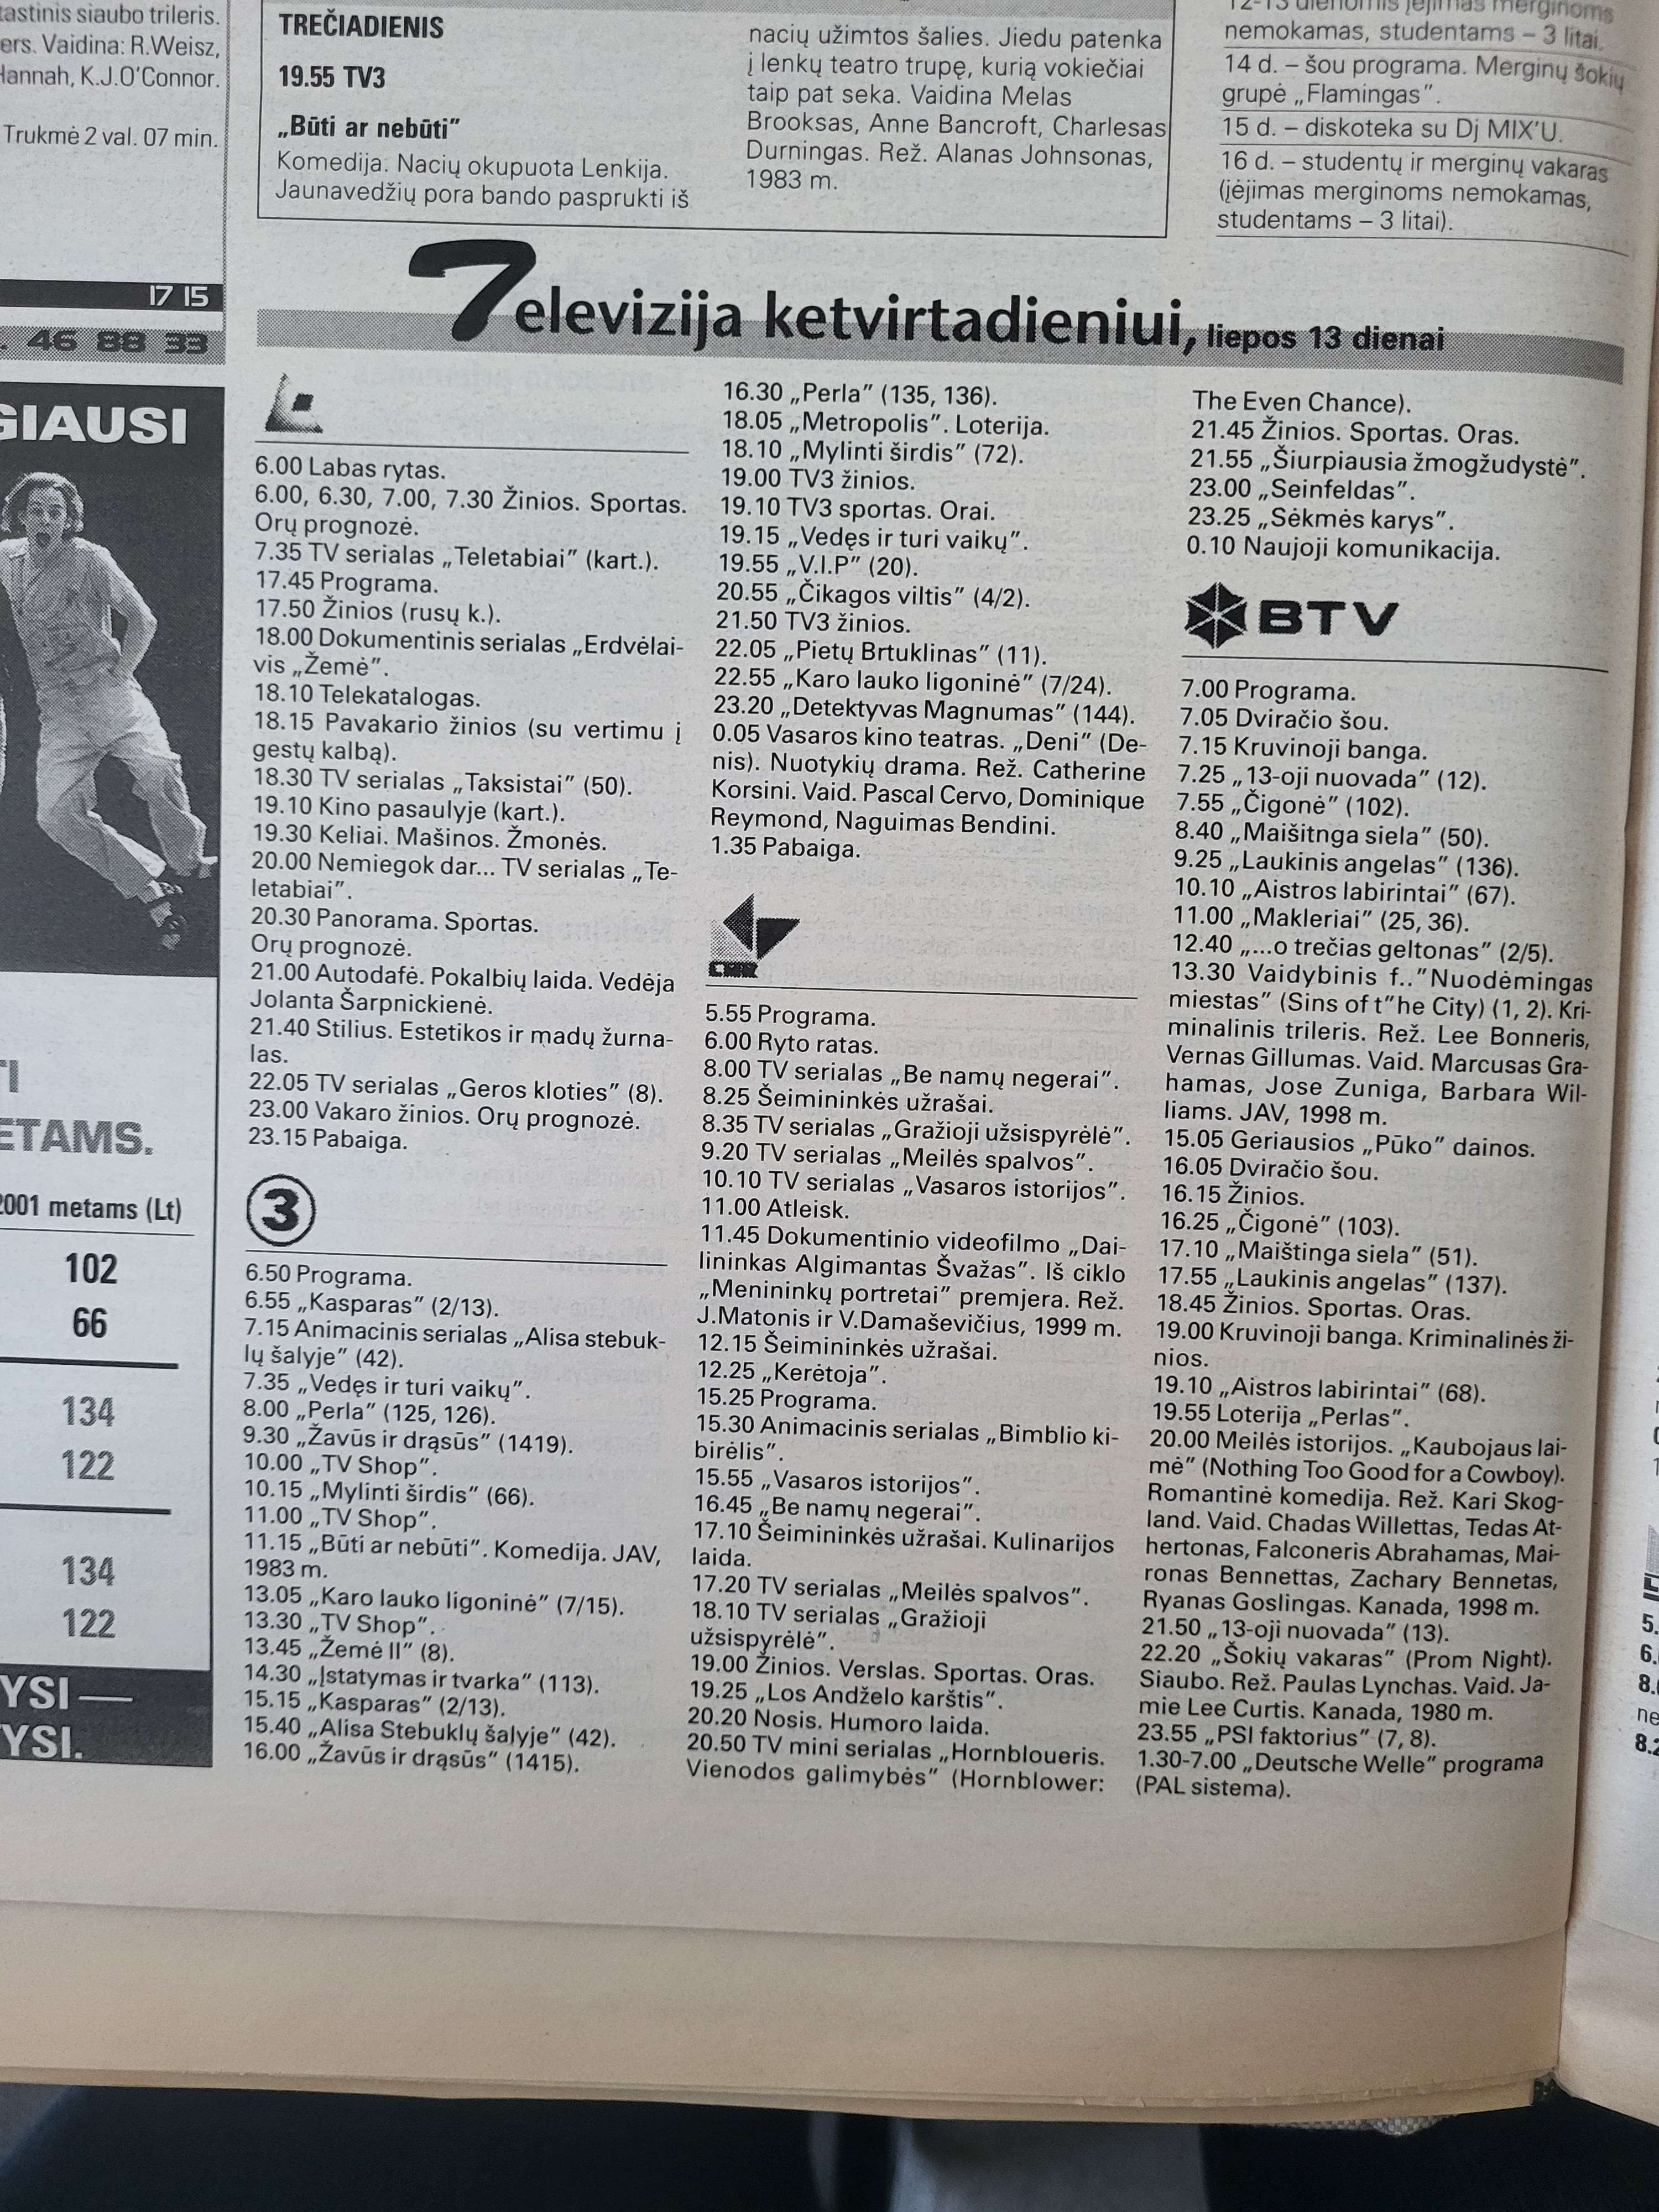 tastinis siaubo trileris.
ers. Vaidina: R.Weisz,
Hannah, K.J.O'Connor.
Trukmė 2 val. 07 min.
17 15
46 88 33
GIAUSI
TI
ETAMS.
2001 metams (Lt)
102
66
134
122
134
122
YSI —
YSI.
TREČIADIENIS
19.55 TV3
„Būti ar nebūti"
Komedija. Nacių okupuota Lenkija.
Jaunavedžių pora bando pasprukti iš
nacių užimtos šalies. Jiedu patenka
į lenkų teatro trupę, kurią vokiečiai
taip pat seka. Vaidina Melas
Brooksas, Anne Bancroft, Charlesas
Durningas. Rež. Alanas Johnsonas,
1983 m.
12-13 dienomis įėjimas merginoms
nemokamas, studentams – 3 litai.
14 d. – šou programa. Merginų šokių
grupė „Flamingas".
15 d. – diskoteka su Dj MIX'U.
16 d. – studentų ir merginų vakaras
(įėjimas merginoms nemokamas,
studentams – 3 litai).
Televizija ketvirtadieniui, liepos 13 dienai
6.00 Labas rytas.
6.00, 6.30, 7.00, 7.30 Žinios. Sportas.
Orų prognozė.
7.35 TV serialas „Teletabiai" (kart.).
17.45 Programa.
17.50 Žinios (rusų k.).
18.00 Dokumentinis serialas „Erdvėlai-
vis „Žemė".
18.10 Telekatalogas.
18.15 Pavakario žinios (su vertimu į
gestų kalbą).
18.30 TV serialas „Taksistai" (50).
19.10 Kino pasaulyje (kart.).
19.30 Keliai. Mašinos. Žmonės.
20.00 Nemiegok dar... TV serialas „Te-
letabiai".
20.30 Panorama. Sportas.
Orų prognozė.
21.00 Autodafė. Pokalbių laida. Vedėja
Jolanta Šarpnickienė.
21.40 Stilius. Estetikos ir madų žurna-
las.
22.05 TV serialas „Geros kloties" (8).
23.00 Vakaro žinios. Orų prognozė.
23.15 Pabaiga.
3
6.50 Programa.
6.55 „Kasparas" (2/13).
7.15 Animacinis serialas „Alisa stebuk-
lų šalyje" (42).
7.35 „Vedęs ir turi vaikų".
8.00 „Perla" (125, 126).
9.30 „Žavūs ir drąsūs" (1419).
10.00 „TV Shop".
10.15 „Mylinti širdis" (66).
11.00 „TV Shop".
11.15 „Būti ar nebūti". Komedija. JAV,
1983 m.
13.05 „Karo lauko ligoninė" (7/15).
13.30 „TV Shop".
13.45 „Žemė II" (8).
14.30 „Įstatymas ir tvarka" (113).
15.15 „Kasparas" (2/13).
15.40 „Alisa Stebuklų šalyje" (42).
16.00 „Žavūs ir drąsūs" (1415).
16.30 „Perla" (135, 136).
18.05 „Metropolis". Loterija.
18.10 „Mylinti širdis" (72).
19.00 TV3 žinios.
19.10 TV3 sportas. Orai.
19.15 „Vedęs ir turi vaikų".
19.55 „V.I.P" (20).
20.55 „Čikagos viltis" (4/2).
21.50 TV3 žinios.
22.05 „Pietų Brtuklinas" (11).
22.55 „Karo lauko ligoninė" (7/24).
23.20 „Detektyvas Magnumas" (144).
0.05 Vasaros kino teatras. „Deni" (De-
nis). Nuotykių drama. Rež. Catherine
Korsini. Vaid. Pascal Cervo, Dominique
Reymond, Naguimas Bendini.
1.35 Pabaiga.
5.55 Programa.
6.00 Ryto ratas.
8.00 TV serialas „Be namų negerai".
8.25 Šeimininkės užrašai.
8.35 TV serialas „Gražioji užsispyrėlė".
9.20 TV serialas „Meilės spalvos".
10.10 TV serialas „Vasaros istorijos".
11.00 Atleisk.
11.45 Dokumentinio videofilmo „Dai-
lininkas Algimantas Švažas". Iš ciklo
„Menininkų portretai" premjera. Rež.
J.Matonis ir V.Damaševičius, 1999 m.
12.15 Šeimininkės užrašai.
12.25 „Kerėtoja".
15.25 Programa.
15.30 Animacinis serialas „Bimblio ki-
birėlis".
15.55 „Vasaros istorijos".
16.45 „Be namų negerai".
17.10 Šeimininkės užrašai. Kulinarijos
laida.
17.20 TV serialas „Meilės spalvos".
18.10 TV serialas „Gražioji
užsispyrėlė".
19.00 Žinios. Verslas. Sportas. Oras.
19.25 „Los Andželo karštis".
20.20 Nosis. Humoro laida.
20.50 TV mini serialas „Hornbloueris.
Vienodos galimybės" (Hornblower:
The Even Chance).
21.45 Žinios. Sportas. Oras.
21.55 „Šiurpiausia žmogžudystė".
23.00 „Seinfeldas".
23.25 „Sėkmės karys".
0.10 Naujoji komunikacija.
BTV
7.00 Programa.
7.05 Dviračio šou.
7.15 Kruvinoji banga.
7.25 „13-oji nuovada" (12).
7.55 „Čigonė" (102).
8.40 „Maišitnga siela" (50).
9.25 „Laukinis angelas" (136).
10.10 „Aistros labirintai" (67).
11.00 „Makleriai" (25, 36).
12.40 „...o trečias geltonas" (2/5).
13.30 Vaidybinis f.."Nuodėmingas
miestas" (Sins of t"he City) (1, 2). Kri-
minalinis trileris. Rež. Lee Bonneris,
Vernas Gillumas. Vaid. Marcusas Gra-
hamas, Jose Zuniga, Barbara Wil-
liams. JAV, 1998 m.
15.05 Geriausios „Pūko" dainos.
16.05 Dviračio šou.
16.15 Žinios.
16.25 „Čigonė" (103).
17.10 „Maištinga siela" (51).
17.55 „Laukinis angelas" (137).
18.45 Žinios. Sportas. Oras.
19.00 Kruvinoji banga. Kriminalinės ži-
nios.
19.10 „Aistros labirintai" (68).
19.55 Loterija „Perlas".
20.00 Meilės istorijos. „Kaubojaus lai-
mė" (Nothing Too Good for a Cowboy).
Romantinė komedija. Rež. Kari Skog-
land. Vaid. Chadas Willettas, Tedas At-
hertonas, Falconeris Abrahamas, Mai-
ronas Bennettas, Zachary Bennetas,
Ryanas Goslingas. Kanada, 1998 m.
21.50 „13-oji nuovada" (13).
22.20 „Šokių vakaras" (Prom Night).
Siaubo. Rež. Paulas Lynchas. Vaid. Ja-
mie Lee Curtis. Kanada, 1980 m.
23.55 „PSI faktorius" (7, 8).
1.30-7.00 „Deutsche Welle" programa
(PAL sistema).
5.
6.
8.
ne
8.2